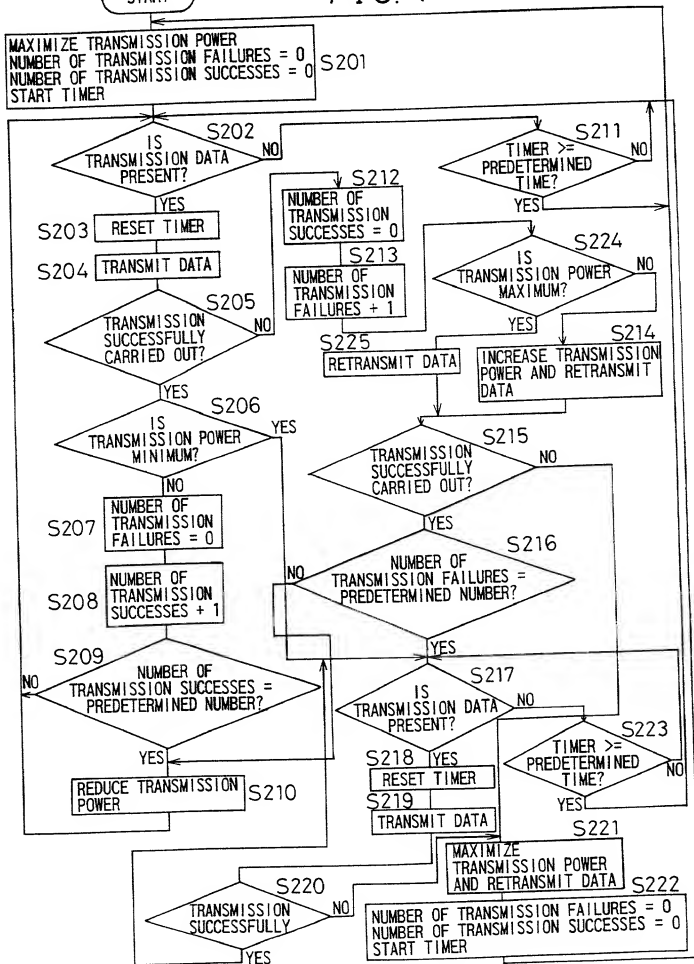 START
FIG.
MAXIMIZE TRANSMISSION POWER
NUMBER OF TRANSMISSION FAILURES = 0
NUMBER OF TRANSMISSION SUCCESSES = 0
START TIMER
S201
IS
TRANSMISSION DATA
PRESENT?
S202
NO
YES
TIMER >=
PREDETERMINED
TIME?
S211
NO
YES
S203
RESET TIMER
S204
TRANSMIT DATA
S212
NUMBER OF
TRANSMISSION
SUCCESSES = 0
S213
NUMBER OF
TRANSMISSION
FAILURES + 1
S224
IS
TRANSMISSION POWER
MAXIMUM?
NO
YES
S205
TRANSMISSION
SUCCESSFULLY
CARRIED OUT?
NO
YES
S225
RETRANSMIT DATA
S214
INCREASE TRANSMISSION
POWER AND RETRANSMIT
DATA
S206
IS
TRANSMISSION POWER
MINIMUM?
YES
NO
S215
TRANSMISSION
SUCCESSFULLY
CARRIED OUT?
NO
YES
S207
NUMBER OF
TRANSMISSION
FAILURES = 0
S216
NUMBER OF
TRANSMISSION FAILURES =
PREDETERMINED NUMBER?
NO
YES
S208
NUMBER OF
TRANSMISSION
SUCCESSES + 1
S209
NUMBER OF
TRANSMISSION SUCCESSES =
PREDETERMINED NUMBER?
NO
YES
S217
IS
TRANSMISSION DATA
PRESENT?
NO
YES
S223
TIMER >=
PREDETERMINED
TIME?
NO
YES
S210
REDUCE TRANSMISSION
POWER
S218
RESET TIMER
S219
TRANSMIT DATA
S221
MAXIMIZE
TRANSMISSION POWER
AND RETRANSMIT DATA
S220
TRANSMISSION
SUCCESSFULLY
NO
YES
S222
NUMBER OF TRANSMISSION FAILURES = 0
NUMBER OF TRANSMISSION SUCCESSES = 0
START TIMER